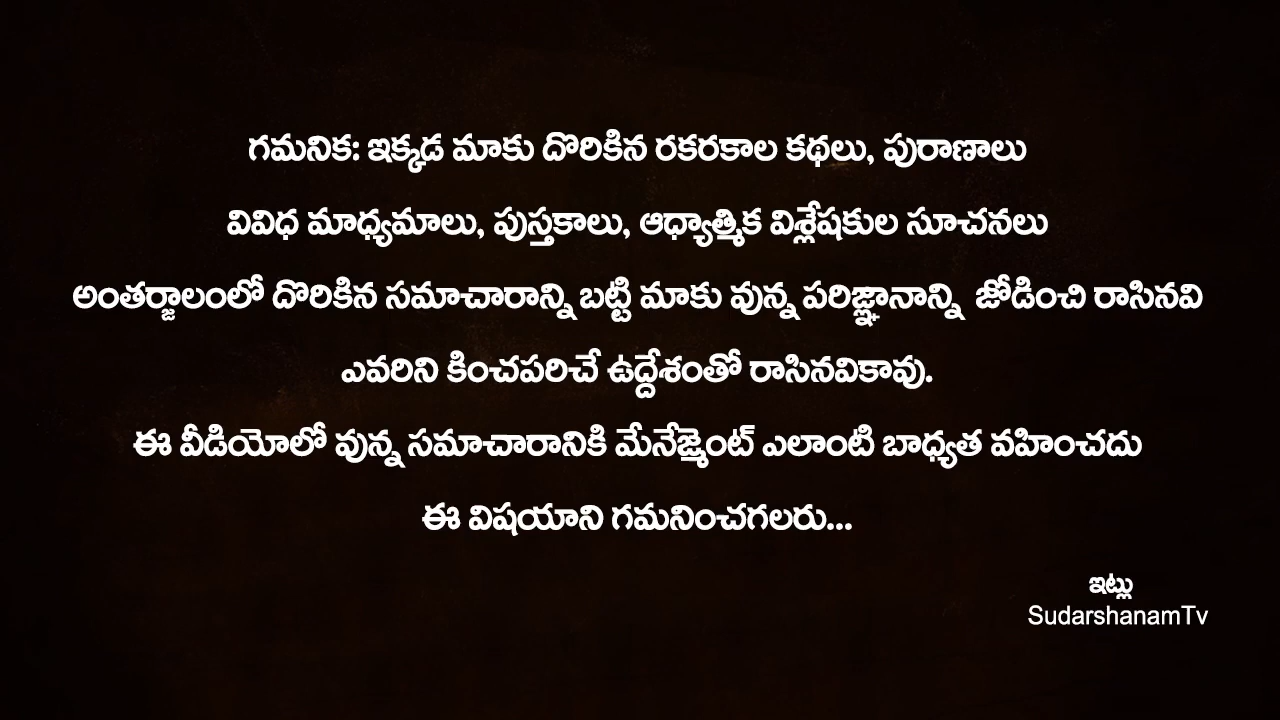 గమనిక: ఇక్కడ మాకు దొరికిన రకరకాల కథలు, పురాణాలు
వివిధ మాధ్యమాలు, పుస్తకాలు, ఆధ్యాత్మిక విశ్లేషకుల సూచనలు
అంతర్జాలంలో దొరికిన సమాచారాన్ని బట్టి మాకు వున్న పరిజ్ఞానాన్ని జోడించి రాసినవి
ఎవరిని కించపరిచే ఉద్దేశంతో రాసినవికావు.
ఈ వీడియోలో వున్న సమాచారానికి మేనేజ్మెంట్ ఎలాంటి బాధ్యత వహించదు
ఈ విషయాని గమనించగలరు...
ఇట్లు
SudarshanamTv